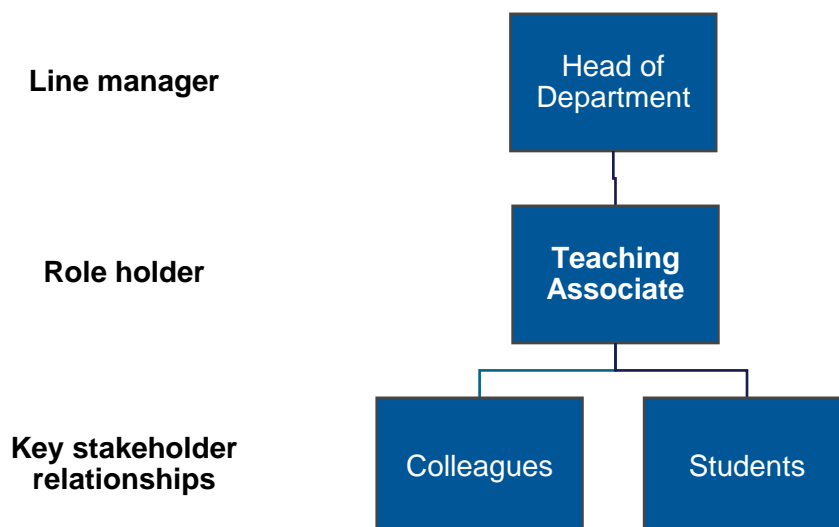 Line manager
Head of
Department
Role holder
Teaching
Associate
Key stakeholder
relationships
Colleagues
Students